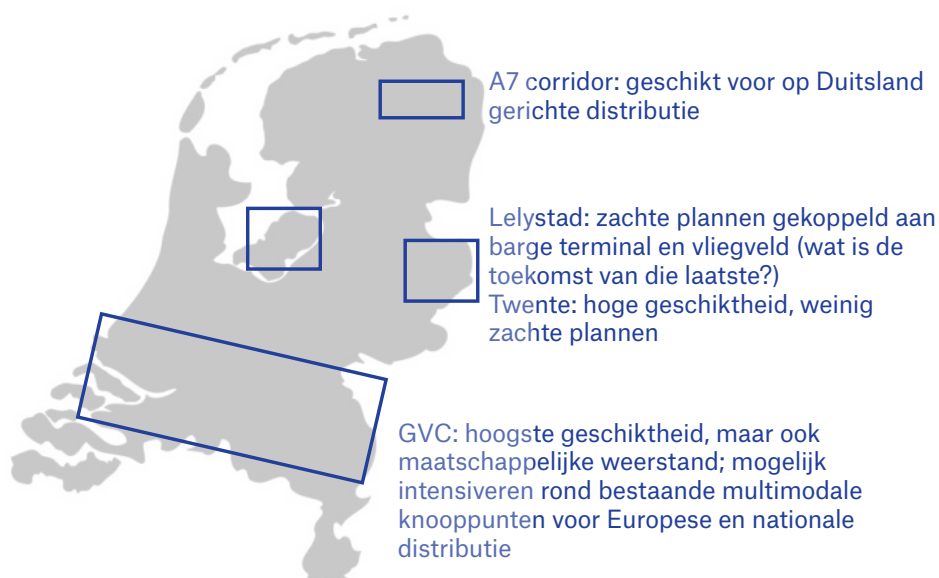 A7 corridor: geschikt voor op Duitsland
gerichte distributie
Lelystad: zachte plannen gekoppeld aan
barge terminal en vliegveld (wat is de
toekomst van die laatste?)
Twente: hoge geschiktheid, weinig
zachte plannen
GVC: hoogste geschiktheid, maar ook
maatschappelijke weerstand; mogelijk
intensiveren rond bestaande multimodale
knooppunten voor Europese en nationale
distributie